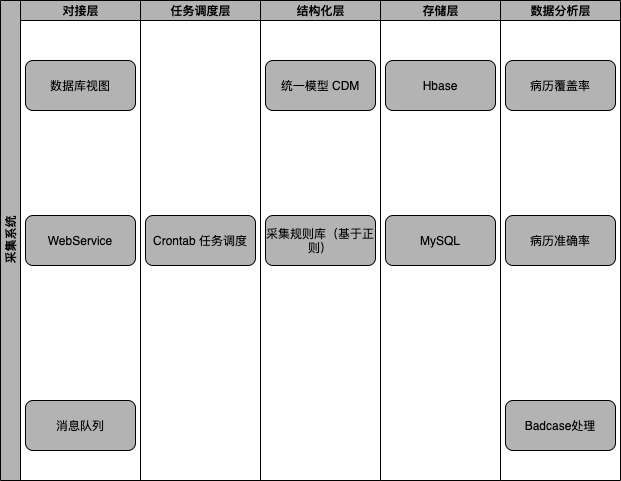 对接层
任务调度层
结构化层
存储层
数据分析层
采集系统
数据库视图
统一模型 CDM
Hbase
病历覆盖率
WebService
Crontab 任务调度
采集规则库（基于正
则）
MySQL
病历准确率
消息队列
Badcase处理